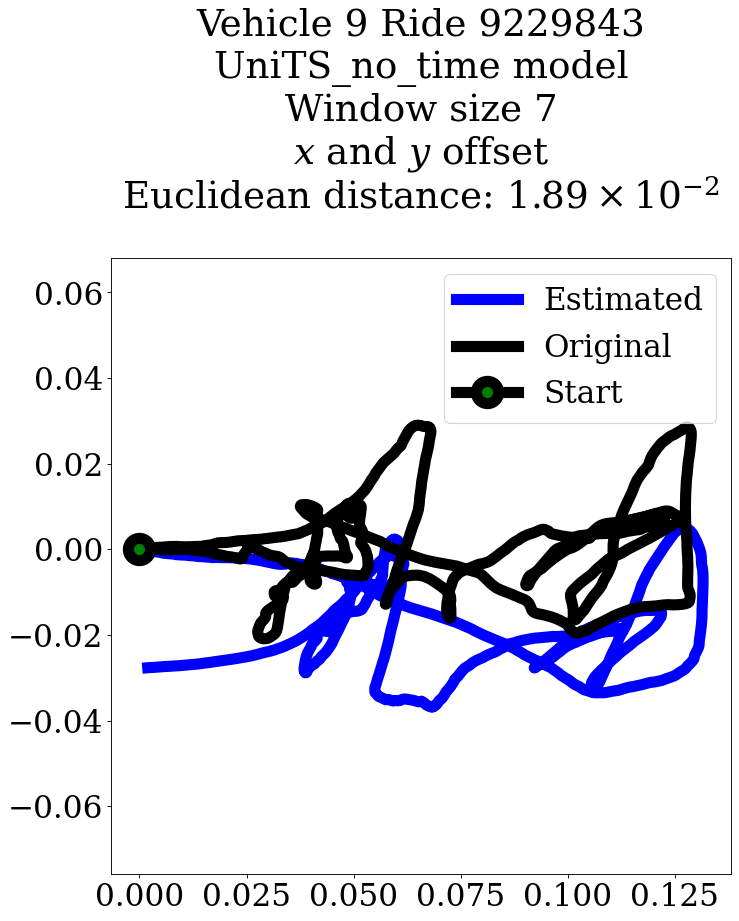 Vehicle 9 Ride 9229843
UniTS_no_time model
Window size 7
x and y offset
Euclidean distance: 1.89 × 10⁻²
Estimated
Original
Start
0.06
0.04
0.02
0.00
−0.02
−0.04
−0.06
0.000 0.025 0.050 0.075 0.100 0.125